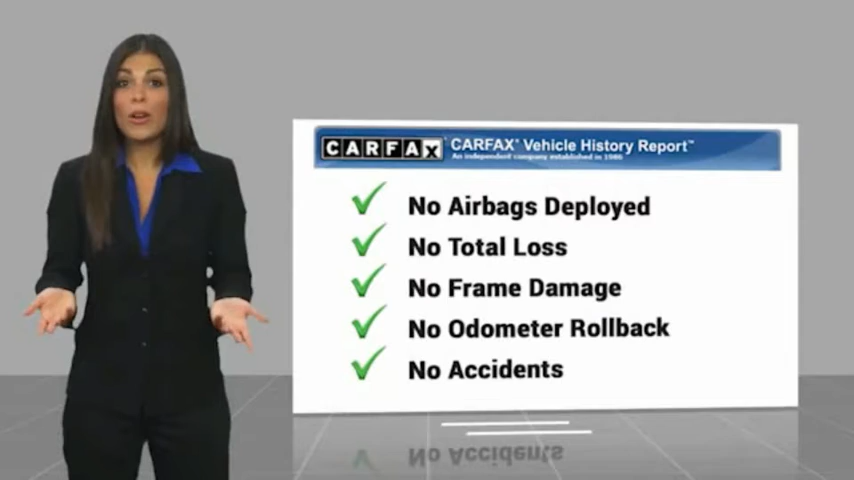 CARFAX CARFAX® Vehicle History Report™
An independent company established in 1986
No Airbags Deployed
No Total Loss
No Frame Damage
No Odometer Rollback
No Accidents
No Accidents